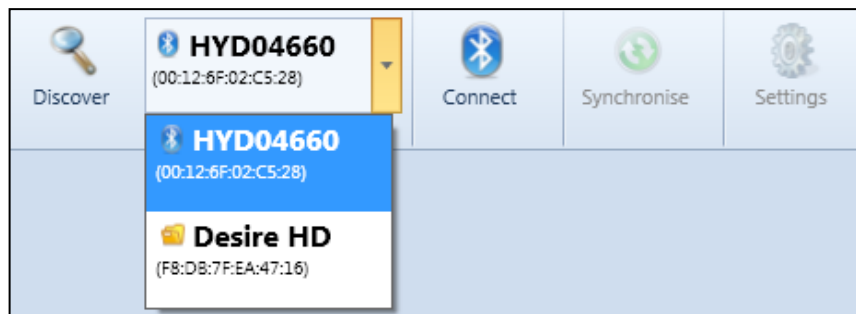 HYD04660
(00:12:6F:02:C5:28)
Discover
Connect
Synchronise
Settings
HYD04660
(00:12:6F:02:C5:28)
Desire HD
(F8:DB:7F:EA:47:16)